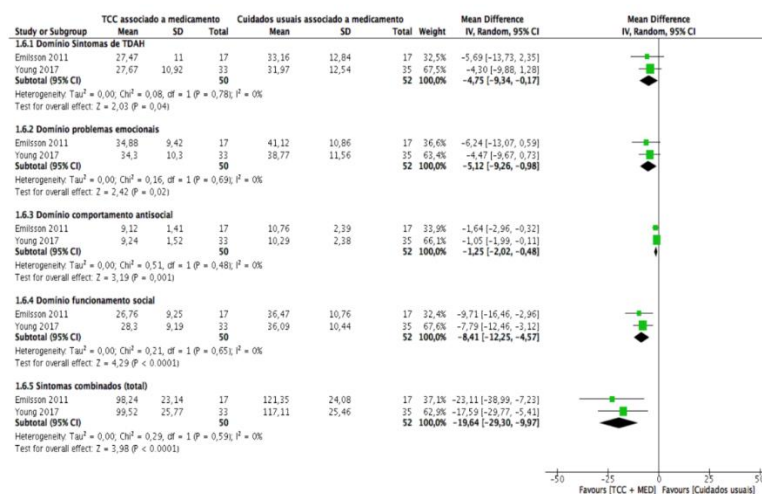 TCC associado a medicamento Cuidados usuais associado a medicamento Mean Difference Mean Difference
Study or Subgroup Mean SD Total Mean SD Total Weight IV, Random, 95% CI IV, Random, 95% CI
1.6.1 Domínio Sintomas de TDAH
Emilsson 2011 27,47 11 17 33,16 12,84 17 32,5% -5,69 [-13,73; 2,35]
Young 2017 27,67 10,92 33 31,97 12,54 35 67,5% -4,30 [-9,88, 1,28]
Subtotal (95% CI) 50 52 100,0% -4,75 [-9,34, -0,17]
Heterogeneity: Tau² = 0,00; Chi² = 0,08, df = 1 (P = 0,78); I² = 0%
Test for overall effect: Z = 2,03 (P = 0,04)
1.6.2 Domínio problemas emocionais
Emilsson 2011 34,88 9,42 17 41,12 10,86 17 36,6% -6,24 [-13,07, 0,59]
Young 2017 34,3 10,3 33 38,77 11,56 35 63,4% -4,47 [-9,67, 0,73]
Subtotal (95% CI) 50 52 100,0% -5,12 [-9,26, -0,98]
Heterogeneity: Tau² = 0,00; Chi² = 0,16, df = 1 (P = 0,69); I² = 0%
Test for overall effect: Z = 2,42 (P = 0,02)
1.6.3 Domínio comportamento antisocial
Emilsson 2011 9,12 1,41 17 10,76 2,39 17 33,9% -1,64 [-2,96, -0,32]
Young 2017 9,24 1,52 33 10,29 2,38 35 66,1% -1,05 [-1,99, -0,11]
Subtotal (95% CI) 50 52 100,0% -1,25 [-2,02, -0,48]
Heterogeneity: Tau² = 0,00; Chi² = 0,51, df = 1 (P = 0,48); I² = 0%
Test for overall effect: Z = 3,19 (P = 0,001)
1.6.4 Domínio funcionamento social
Emilsson 2011 26,76 9,25 17 36,47 10,76 17 32,4% -9,71 [-16,46, -2,96]
Young 2017 28,3 9,19 33 36,09 10,44 35 67,6% -7,79 [-12,46, -3,12]
Subtotal (95% CI) 50 52 100,0% -8,41 [-12,25, -4,57]
Heterogeneity: Tau² = 0,00; Chi² = 0,21, df = 1 (P = 0,65); I² = 0%
Test for overall effect: Z = 4,29 (P < 0,0001)
1.6.5 Sintomas combinados (total)
Emilsson 2011 98,24 23,14 17 121,35 24,08 17 37,1% -23,11 [-38,99, -7,23]
Young 2017 99,52 25,77 33 117,11 25,46 35 62,9% -17,59 [-29,77, -5,41]
Subtotal (95% CI) 50 52 100,0% -19,64 [-29,30, -9,97]
Heterogeneity: Tau² = 0,00; Chi² = 0,29, df = 1 (P = 0,59); I² = 0%
Test for overall effect: Z = 3,98 (P < 0,0001)
-50 -25 0 25 50
Favours [TCC + MED] Favours [Cuidados usuais]